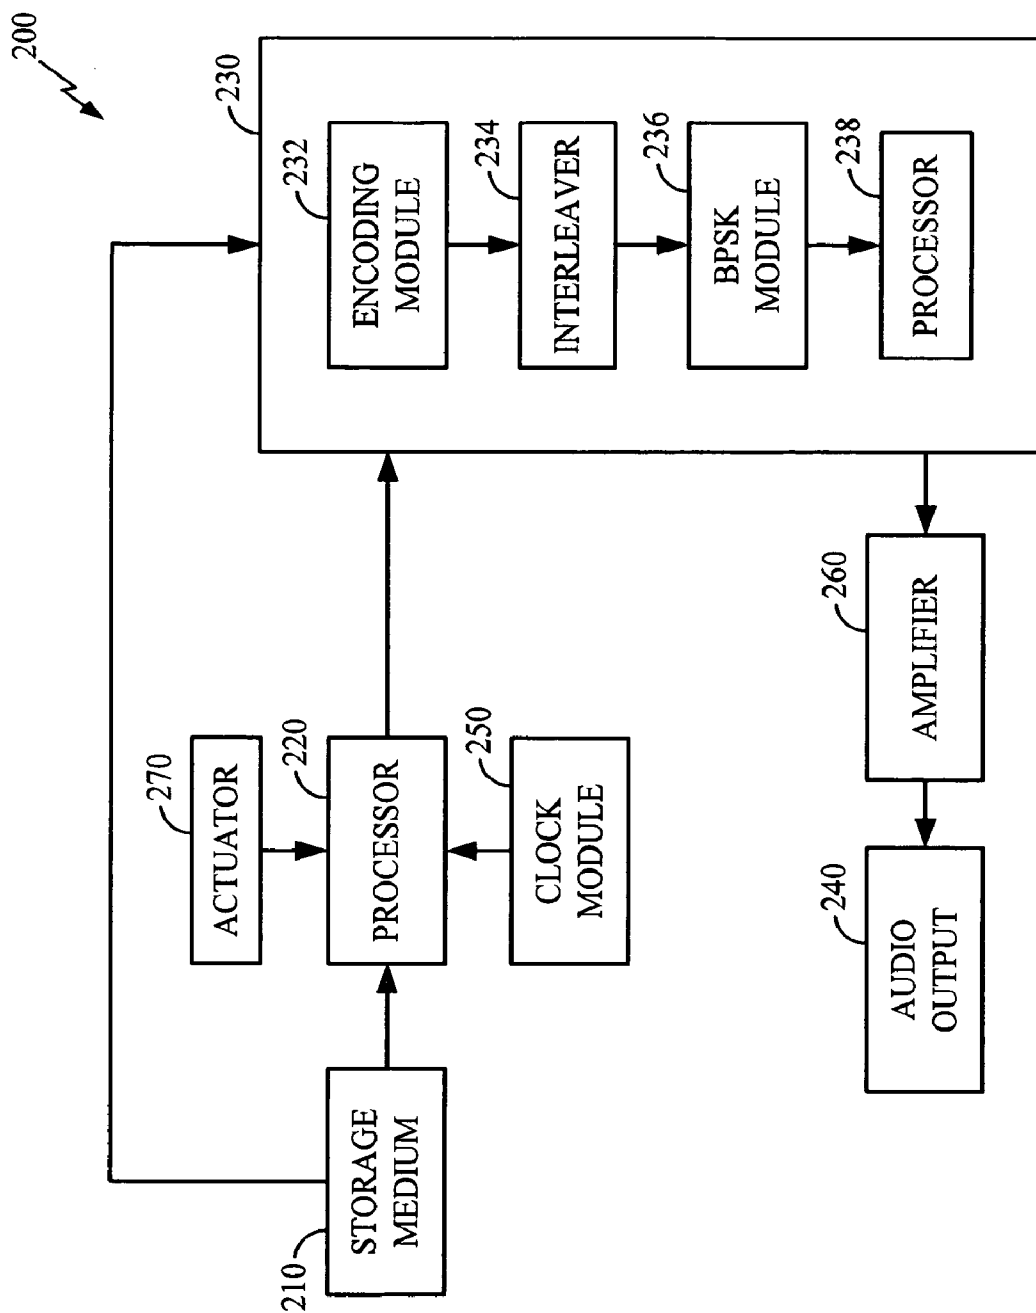 200
230
232
ENCODING
MODULE
234
INTERLEAVER
236
BPSK
MODULE
238
PROCESSOR
270
ACTUATOR
220
PROCESSOR
250
CLOCK
MODULE
210
STORAGE
MEDIUM
260
AMPLIFIER
240
AUDIO
OUTPUT